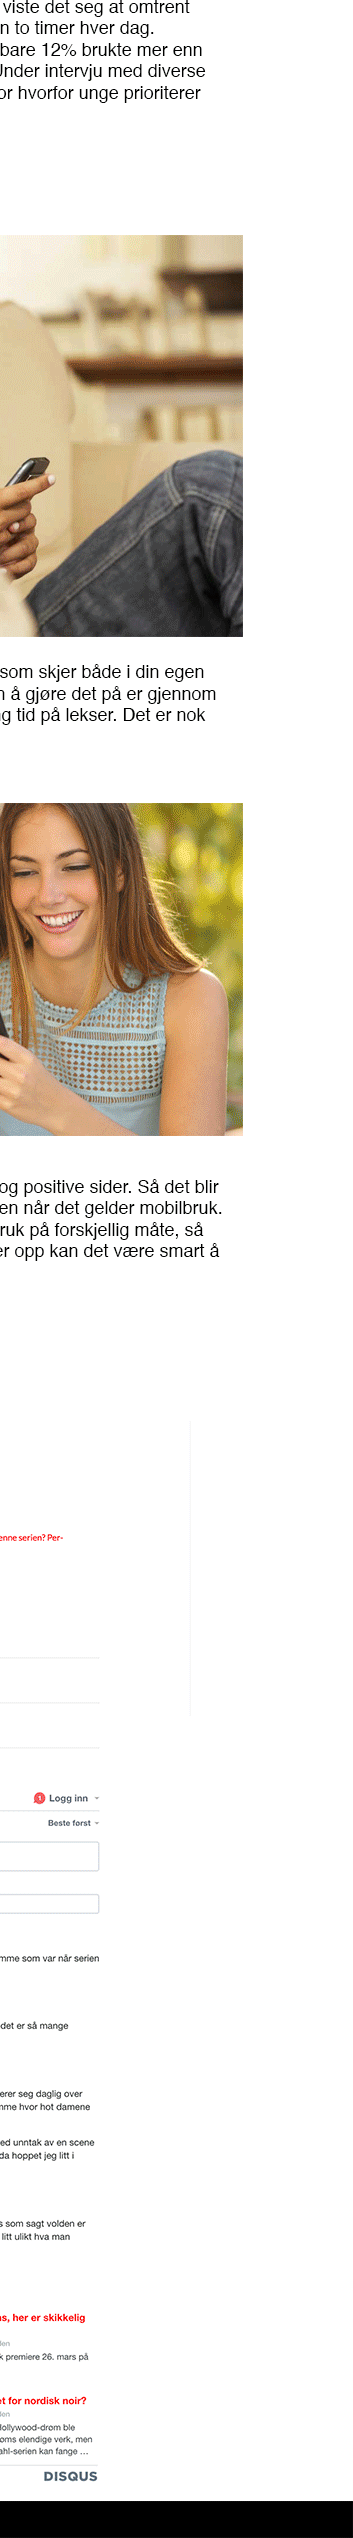 viste det seg at omtrent
n to timer hver dag.
bare 12% brukte mer enn
Under intervju med diverse
or hvorfor unge prioriterer
som skjer både i din egen
n å gjøre det på er gjennom
g tid på lekser. Det er nok
og positive sider. Så det blir
en når det gelder mobilbruk.
ruk på forskjellig måte, så
er opp kan det være smart å
enne serien? Per-
1 Logg inn
Beste først
mme som var når serien
det er så mange
erer seg daglig over
mme hvor hot damene
ed unntak av en scene
da hoppet jeg litt i
s som sagt volden er
litt ulikt hva man
as, her er skikkelig
den
k premiere 26. mars på
et for nordisk noir?
den
Hollywood-drøm ble
øms elendige verk, men
ahl-serien kan fange ...
DISQUS